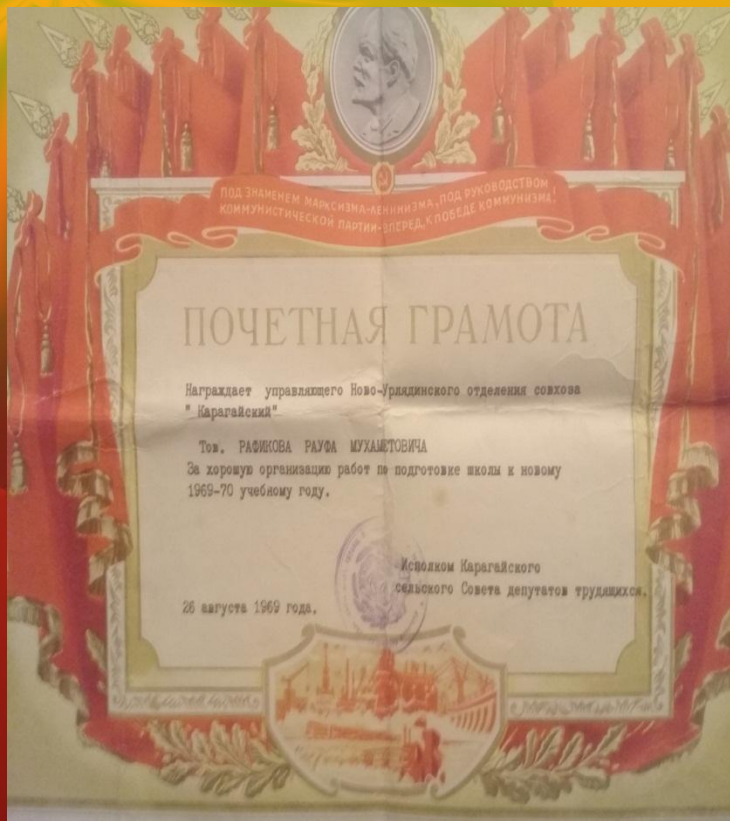 ПОД ЗНАМЕНЕМ МАРКСИЗМА-ЛЕНИНИЗМА, ПОД РУКОВОДСТВОМ
КОММУНИСТИЧЕСКОЙ ПАРТИИ-ВПЕРЕД, К ПОБЕДЕ КОММУНИЗМА!
ПОЧЕТНАЯ ГРАМОТА
Награждает управляющего Ново-Урлядинского отделения совхоза
" Карагайский"
Тов. РАФИКОВА РАУФА МУХАМЕТОВИЧА
За хорошую организацию работ по подготовке школы к новому
1969-70 учебному году.
Исполком Карагайского
сельского Совета депутатов трудящихся.
26 августа 1969 года.